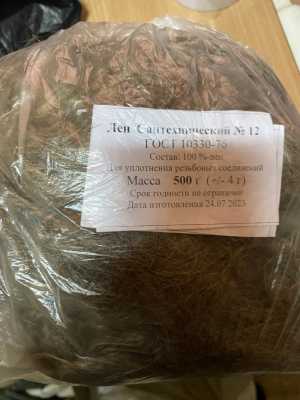 Лен Сантехнический № 12
ГОСТ 10330-76
Состав: 100 %-лен
Для уплотнения резьбовых соединений
Масса 500 г (+/- 4 г)
Срок годности не ограничен
Дата изготовления 24.07.2023